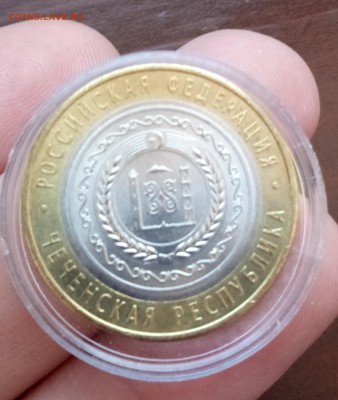 РОССИЙСКАЯ ФЕДЕРАЦИЯ
ЧЕЧЕНСКАЯ РЕСПУБЛИКА